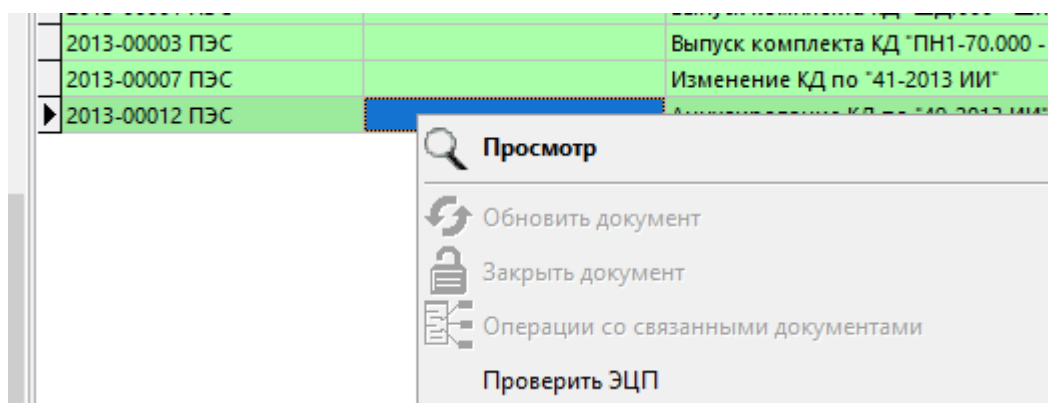 2013-00003 ПЭС Выпуск комплекта КД "ПН1-70.000 -
2013-00007 ПЭС Изменение КД по "41-2013 ИИ"
2013-00012 ПЭС
Просмотр
Обновить документ
Закрыть документ
Операции со связанными документами
Проверить ЭЦП